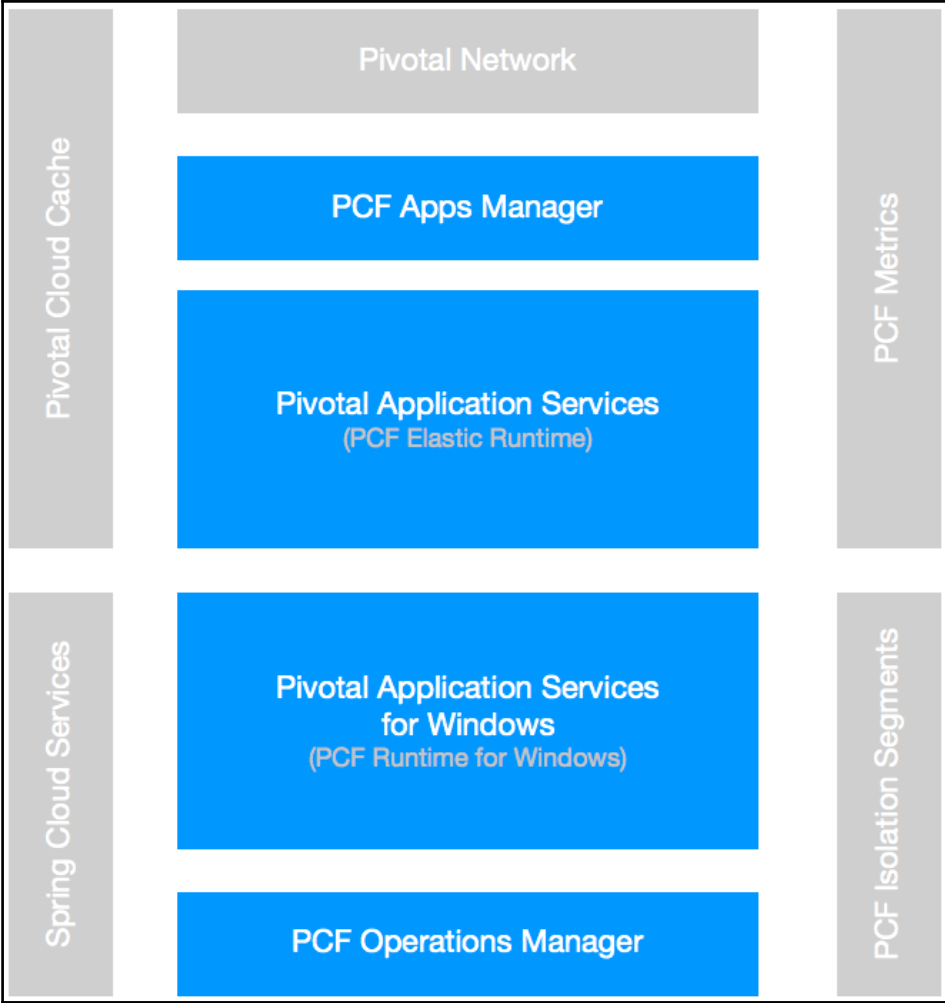 Pivotal Network
PCF Apps Manager
Pivotal Cloud Cache
PCF Metrics
Pivotal Application Services
(PCF Elastic Runtime)
Pivotal Application Services
for Windows
(PCF Runtime for Windows)
Spring Cloud Services
PCF Isolation Segments
PCF Operations Manager